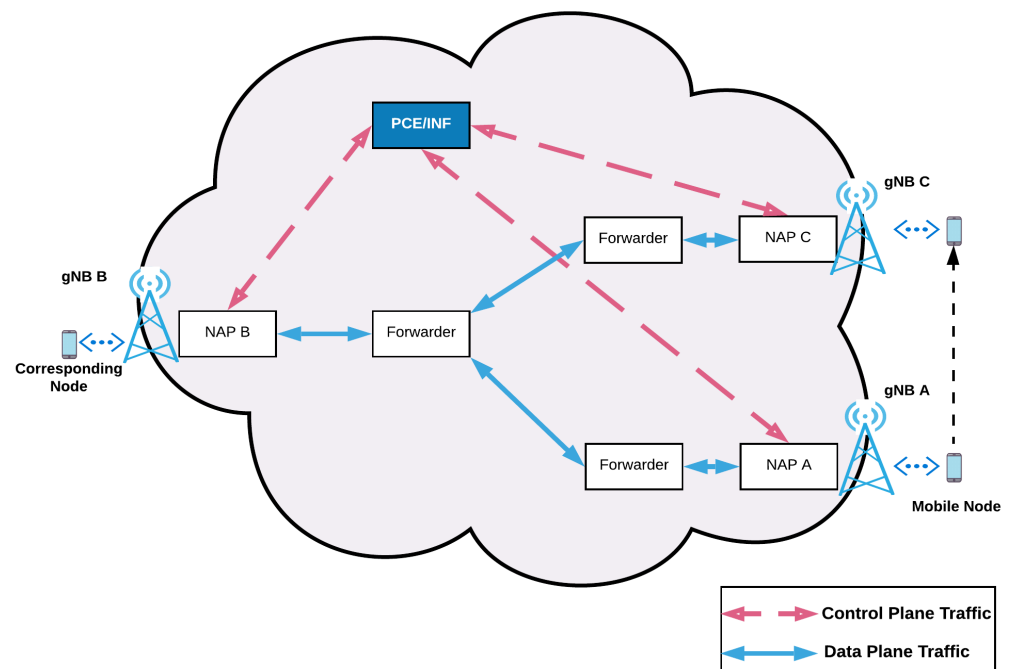 PCE/INF
gNB C
Forwarder
NAP C
gNB B
NAP B
Forwarder
Corresponding
Node
gNB A
Forwarder
NAP A
Mobile Node
Control Plane Traffic
Data Plane Traffic